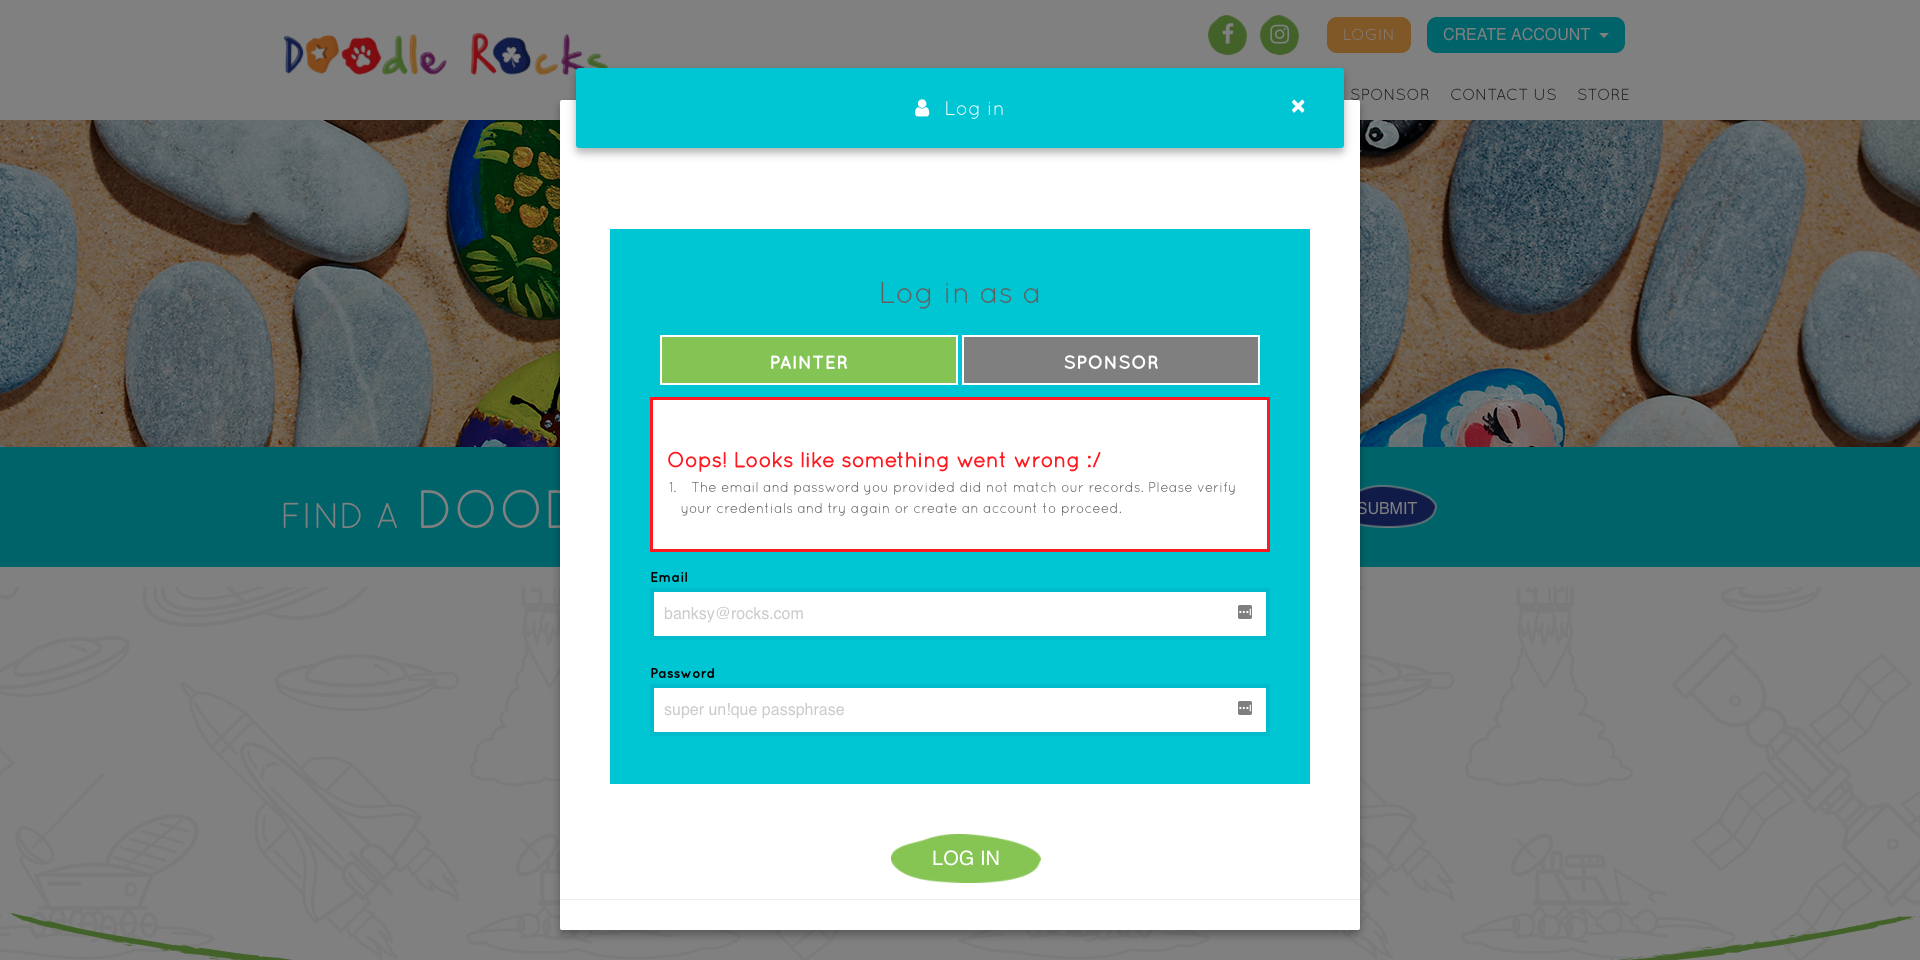 Doodle Rocks
LOGIN
CREATE ACCOUNT
SPONSOR
CONTACT US
STORE
Log in
Log in as a
PAINTER
SPONSOR
Oops! Looks like something went wrong :/
1. The email and password you provided did not match our records. Please verify
your credentials and try again or create an account to proceed.
FIND A DOOD
SUBMIT
Email
banksy@rocks.com
Password
super un!que passphrase
LOG IN